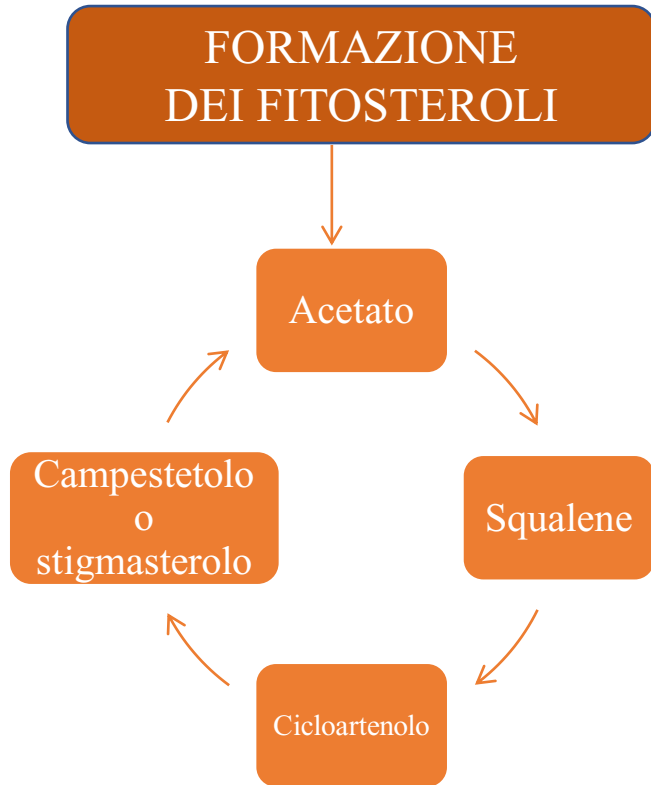 FORMAZIONE
DEI FITOSTEROLI
Acetato
Squalene
Cicloartenolo
Campestetolo
o
stigmasterolo